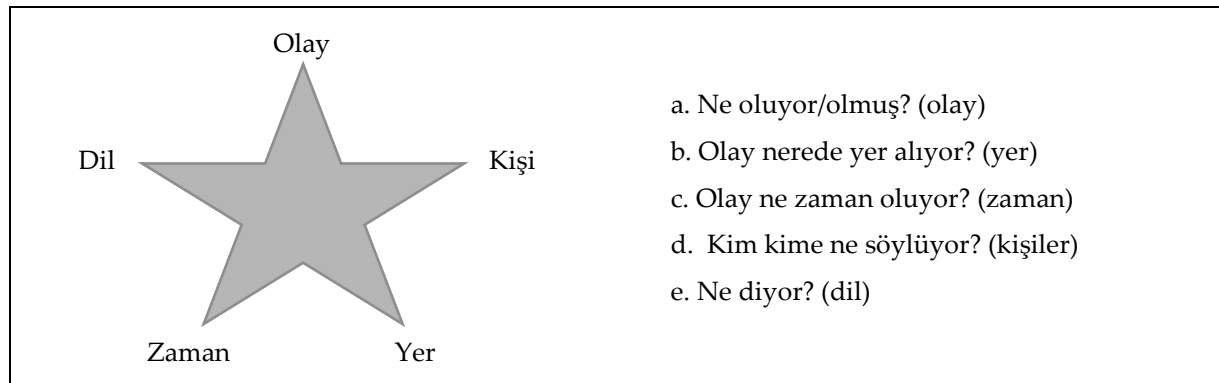 Olay
Dil
Kişi
Zaman
Yer
a. Ne oluyor/olmuş? (olay)
b. Olay nerede yer alıyor? (yer)
c. Olay ne zaman oluyor? (zaman)
d. Kim kime ne söylüyor? (kişiler)
e. Ne diyor? (dil)